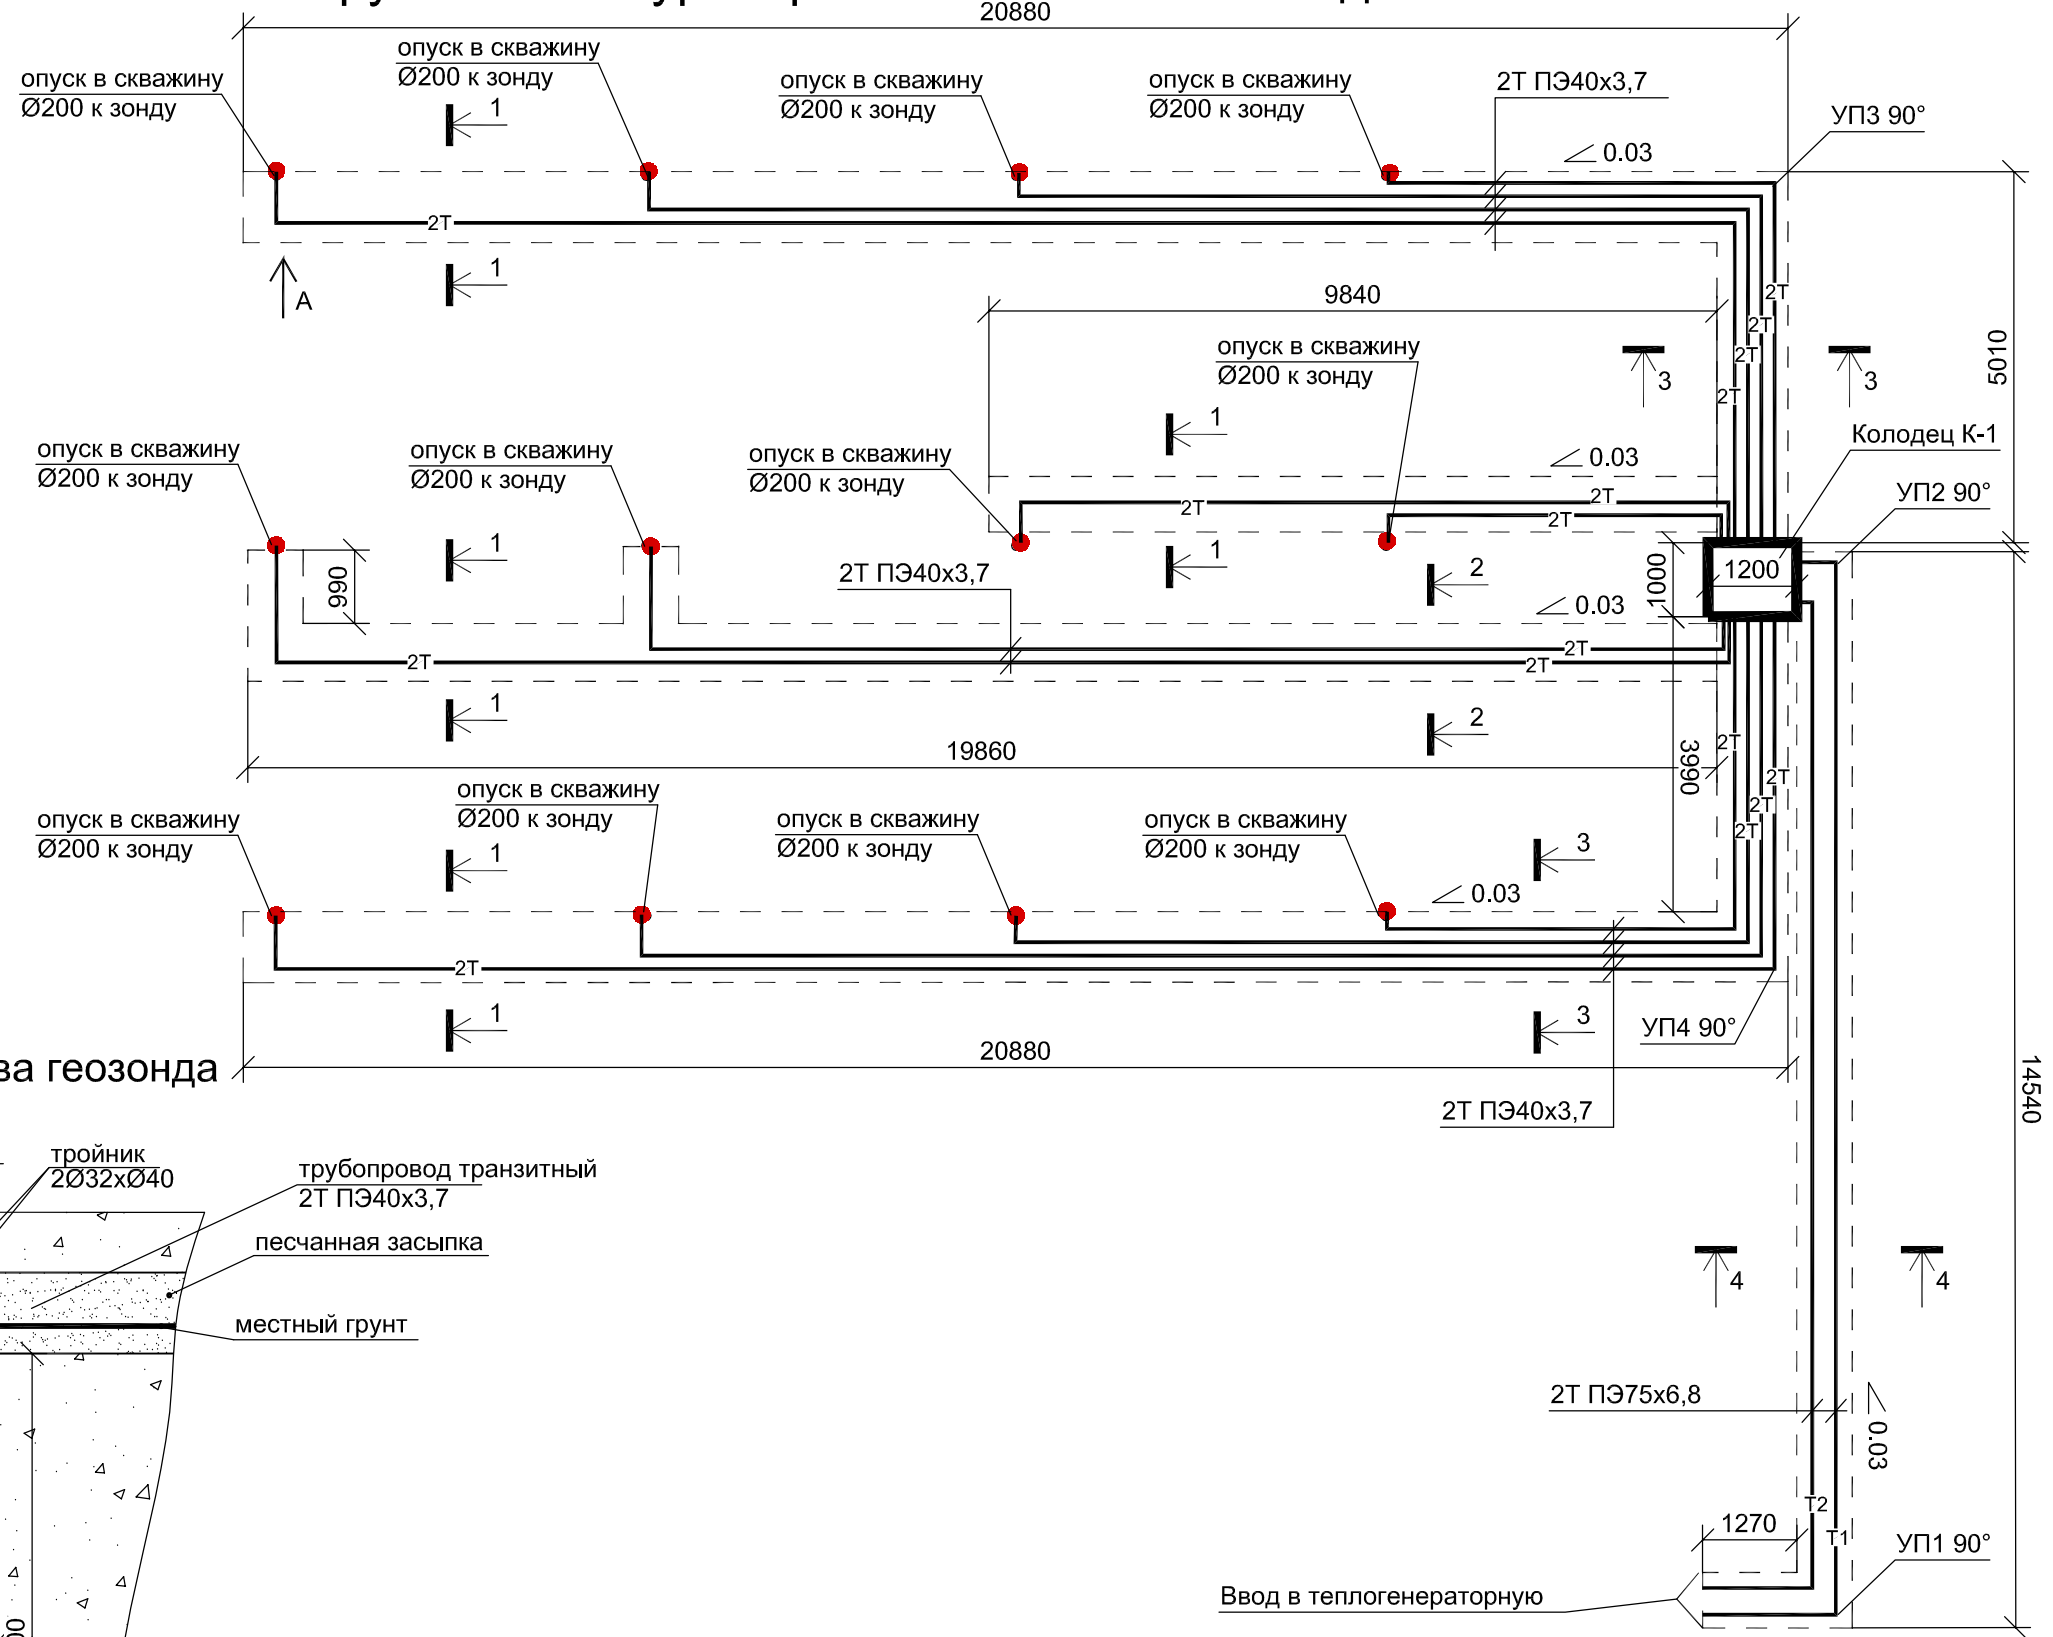 20880
опуск в скважину
Ø200 к зонду
опуск в скважину
Ø200 к зонду
опуск в скважину
Ø200 к зонду
опуск в скважину
Ø200 к зонду
2Т ПЭ40х3,7
УП3 90°
1
0.03
2Т
1
А
2Т
2Т
2Т
2Т
9840
5010
опуск в скважину
Ø200 к зонду
3
3
1
Колодец К-1
опуск в скважину
Ø200 к зонду
опуск в скважину
Ø200 к зонду
опуск в скважину
Ø200 к зонду
0.03
УП2 90°
2Т
2Т
2Т
1
1
2
990
2Т ПЭ40х3,7
0.03
1000
1200
2Т
2Т
2Т
1
2
19860
3990
2Т
2Т
2Т
2Т
опуск в скважину
Ø200 к зонду
опуск в скважину
Ø200 к зонду
опуск в скважину
Ø200 к зонду
опуск в скважину
Ø200 к зонду
1
3
0.03
2Т
1
3
УП4 90°
20880
ва геозонда
2Т ПЭ40х3,7
14540
тройник
2Ø32хØ40
трубопровод транзитный
2Т ПЭ40х3,7
песчанная засыпка
местный грунт
4
4
2Т ПЭ75х6,8
0.03
Т2
Т1
1270
УП1 90°
Ввод в теплогенераторную